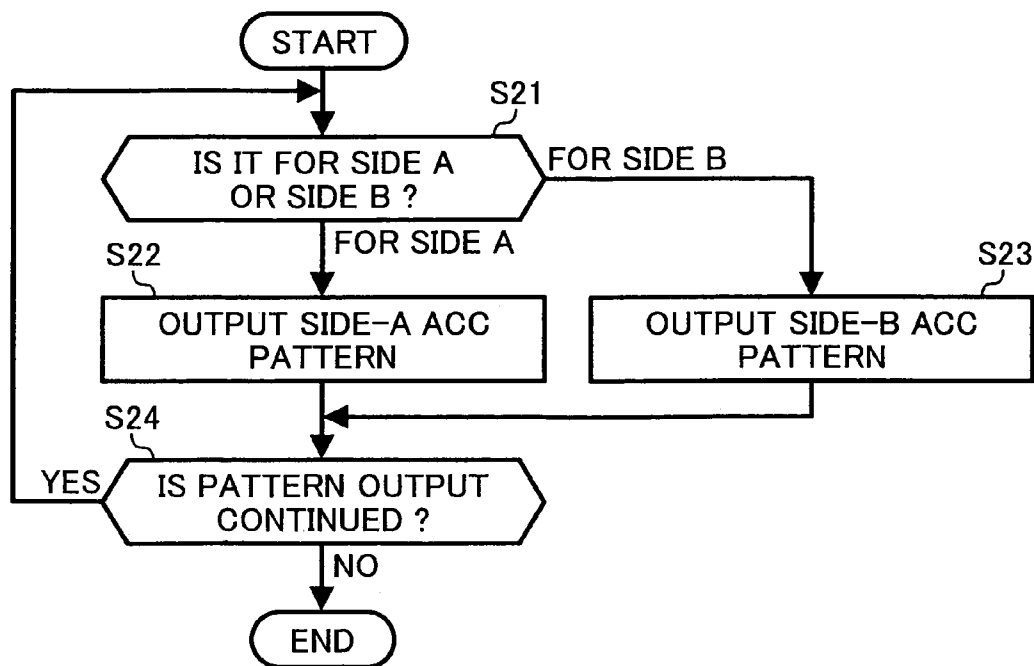 START
S21
IS IT FOR SIDE A
OR SIDE B ?
FOR SIDE B
FOR SIDE A
S22
OUTPUT SIDE-A ACC
PATTERN
S23
OUTPUT SIDE-B ACC
PATTERN
S24
IS PATTERN OUTPUT
CONTINUED ?
YES
NO
END